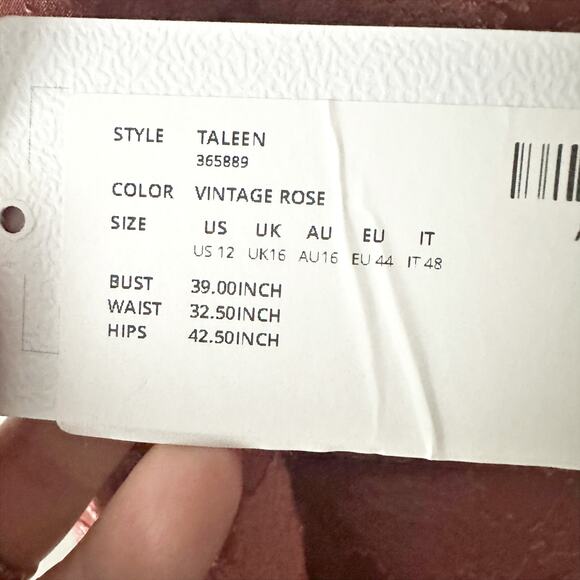 STYLE TALEEN
365889
COLOR VINTAGE ROSE
SIZE US UK AU EU IT
US 12 UK16 AU16 EU 44 IT 48
BUST 39.00INCH
WAIST 32.50INCH
HIPS 42.50INCH